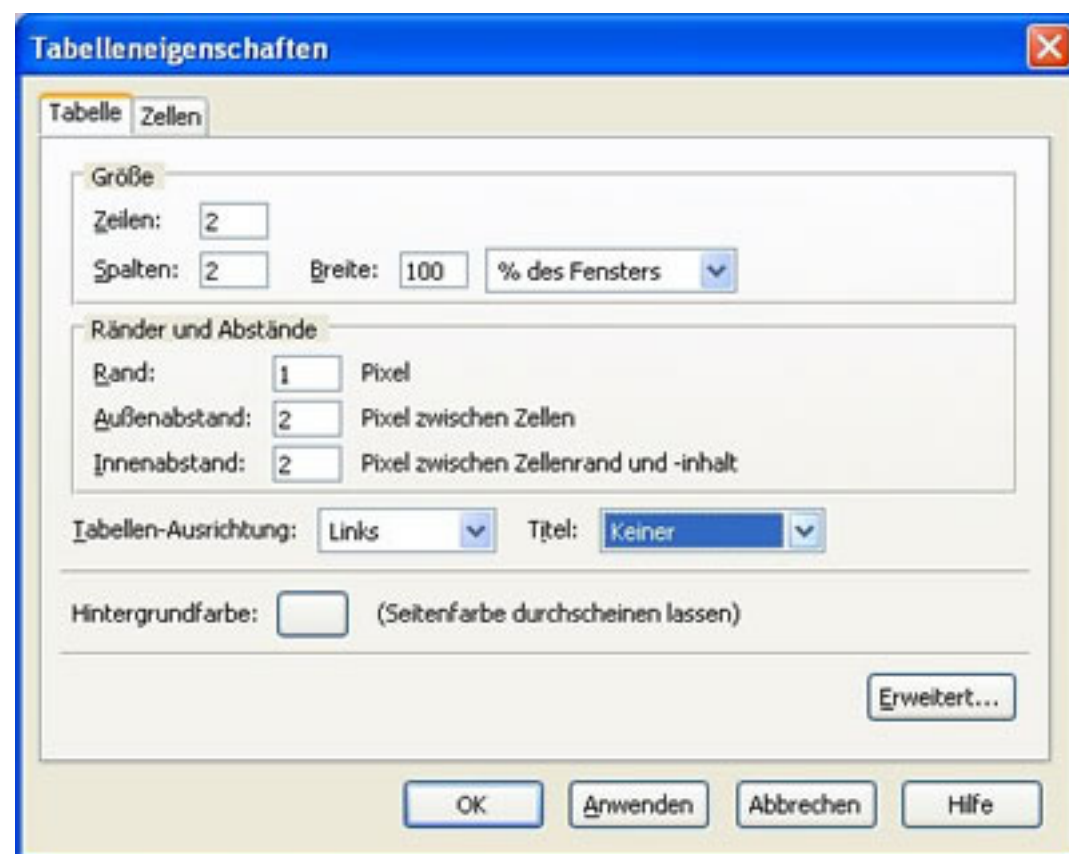 Tabelleneigenschaften
Tabelle Zellen
Größe
Zeilen: 2
Spalten: 2 Breite: 100 % des Fensters
Ränder und Abstände
Rand: 1 Pixel
Außenabstand: 2 Pixel zwischen Zellen
Innenabstand: 2 Pixel zwischen Zellenrand und -inhalt
Tabellen-Ausrichtung: Links Titel: Keiner
Hintergrundfarbe: (Seitenfarbe durchscheinen lassen)
Erweitert...
OK Anwenden Abbrechen Hilfe